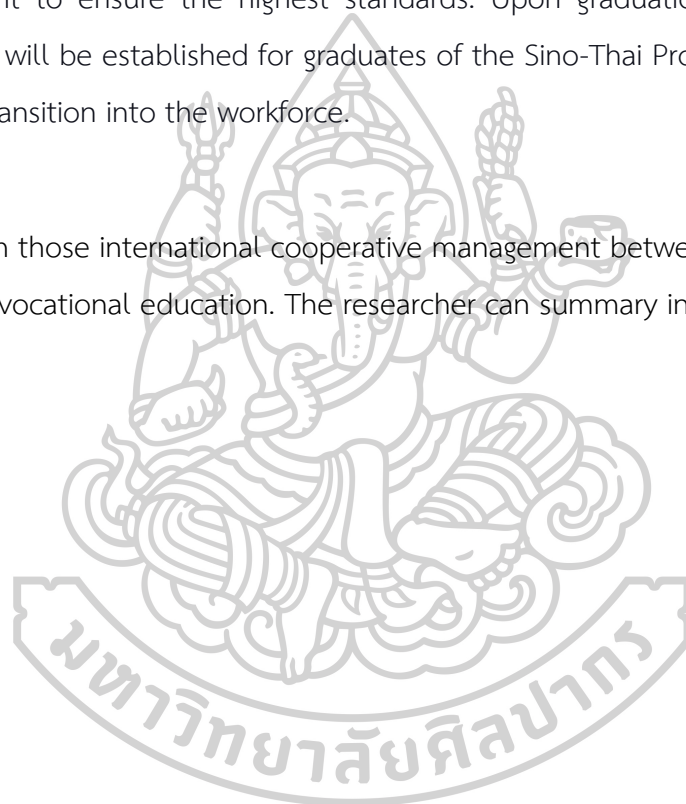 nt to ensure the highest standards. Upon graduatio
will be established for graduates of the Sino-Thai Pro
ansition into the workforce.
n those international cooperative management betwe
vocational education. The researcher can summary in
มหาวิทยาลัยศิลปากร